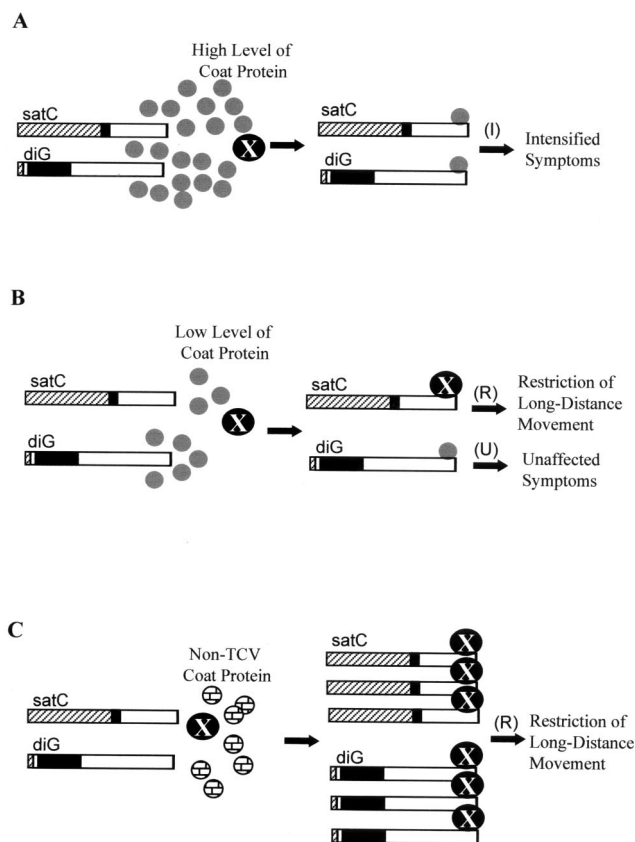 A
High Level of
Coat Protein
satC
diG
X
satC
diG
(I)
Intensified
Symptoms
B
Low Level of
Coat Protein
satC
diG
X
satC
X
diG
(R)
Restriction of
Long-Distance
Movement
(U)
Unaffected
Symptoms
C
Non-TCV
Coat Protein
satC
diG
X
satC
X
X
X
diG
X
X
X
(R)
Restriction of
Long-Distance
Movement